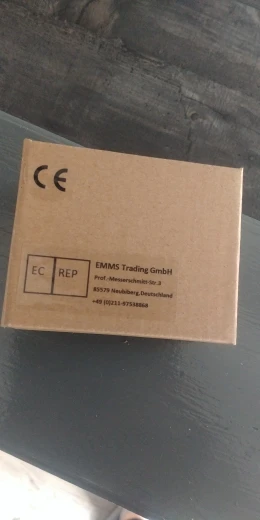 CE
EC REP
EMMS Trading GmbH
Prof.-Messerschmitt-Str.3
85579 Neubiberg,Deutschland